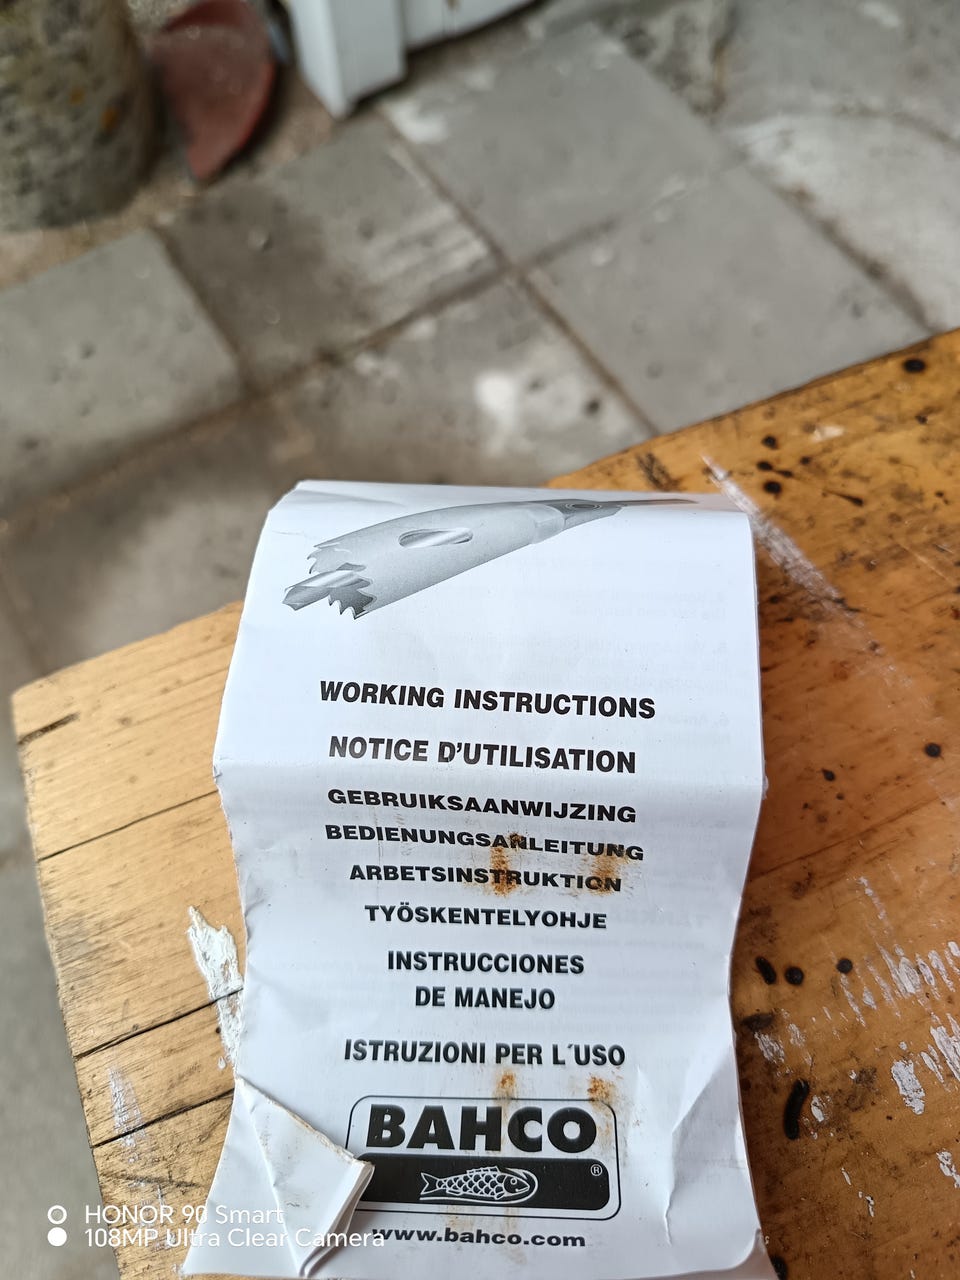 WORKING INSTRUCTIONS
NOTICE D'UTILISATION
GEBRUIKSAANWIJZING
BEDIENUNGSANLEITUNG
ARBETSINSTRUKTION
TYÖSKENTELYOHJE
INSTRUCCIONES
DE MANEJO
ISTRUZIONI PER L´USO
BAHCO
®
www.bahco.com
HONOR 90 Smart
108MP Ultra Clear Camera